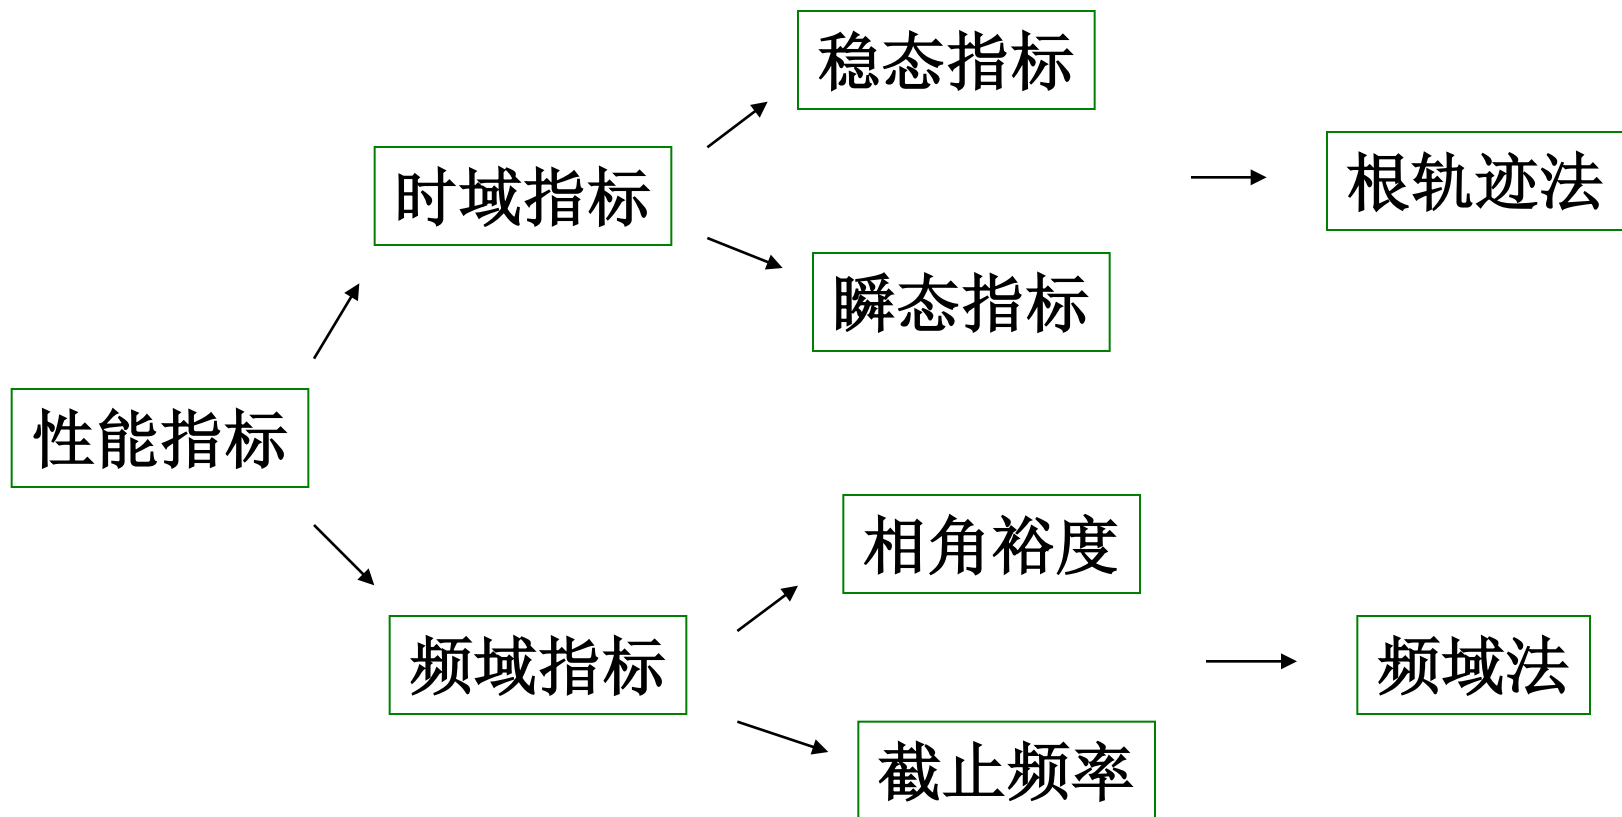 稳态指标
时域指标
根轨迹法
瞬态指标
性能指标
相角裕度
频域指标
频域法
截止频率